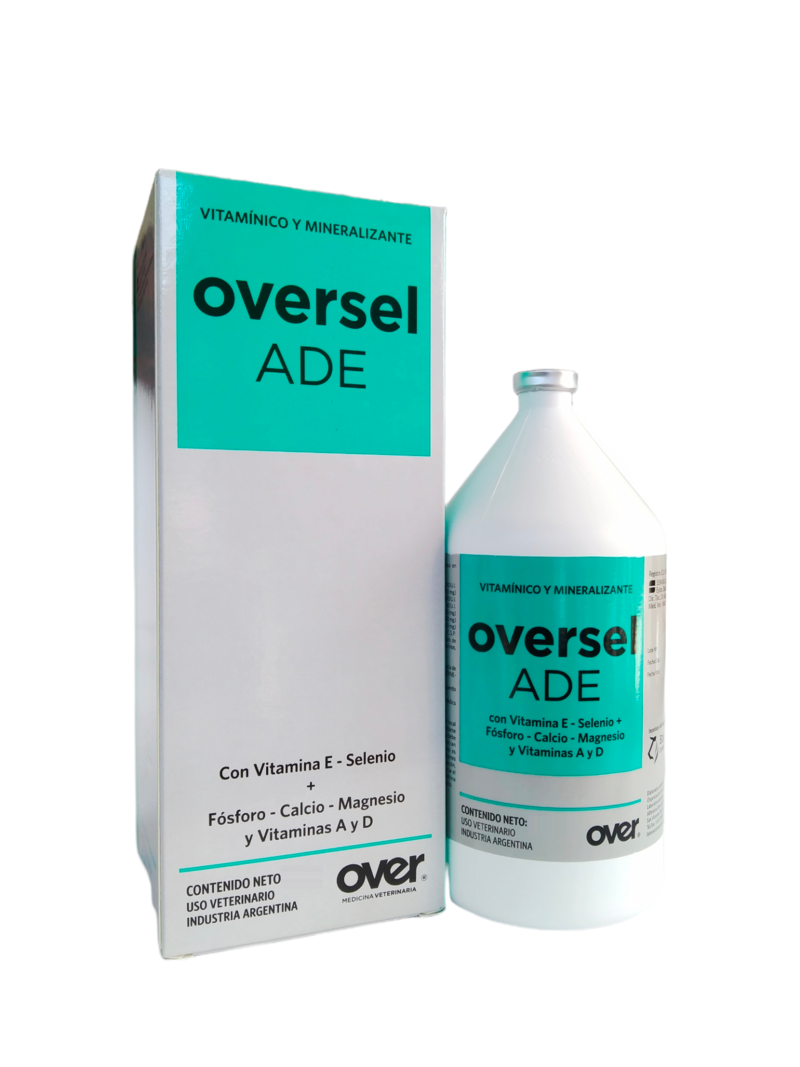 VITAMÍNICO Y MINERALIZANTE
oversel
ADE
Con Vitamina E - Selenio
+
Fósforo - Calcio - Magnesio
y Vitaminas A y D
CONTENIDO NETO
USO VETERINARIO
INDUSTRIA ARGENTINA
over®
MEDICINA VETERINARIA
VITAMÍNICO Y MINERALIZANTE
oversel
ADE
con Vitamina E - Selenio +
Fósforo - Calcio - Magnesio
y Vitaminas A y D
CONTENIDO NETO:
USO VETERINARIO
INDUSTRIA ARGENTINA
over®